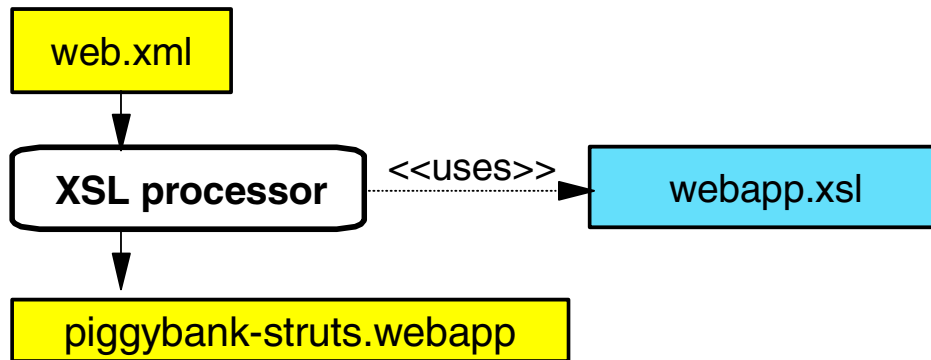 web.xml
XSL processor
<<uses>>
webapp.xsl
piggybank-struts.webapp